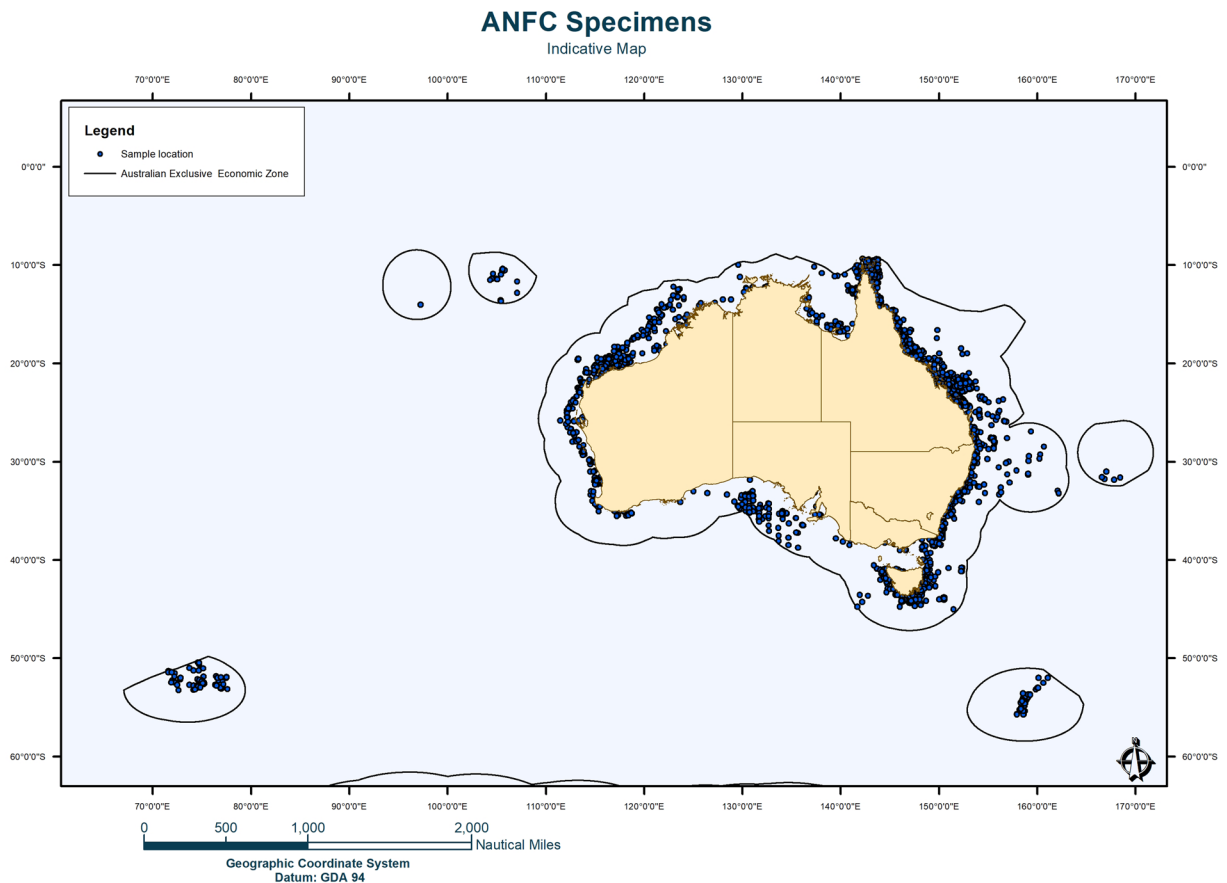 ANFC Specimens
Indicative Map
70°0'0"E 80°0'0"E 90°0'0"E 100°0'0"E 110°0'0"E 120°0'0"E 130°0'0"E 140°0'0"E 150°0'0"E 160°0'0"E 170°0'0"E
Legend
Sample location
Australian Exclusive Economic Zone
0°0'0" 0°0'0"
10°0'0"S 10°0'0"S
20°0'0"S 20°0'0"S
30°0'0"S 30°0'0"S
40°0'0"S 40°0'0"S
50°0'0"S 50°0'0"S
60°0'0"S 60°0'0"S
70°0'0"E 80°0'0"E 90°0'0"E 100°0'0"E 110°0'0"E 120°0'0"E 130°0'0"E 140°0'0"E 150°0'0"E 160°0'0"E 170°0'0"E
0 500 1,000 2,000
Nautical Miles
Geographic Coordinate System
Datum: GDA 94